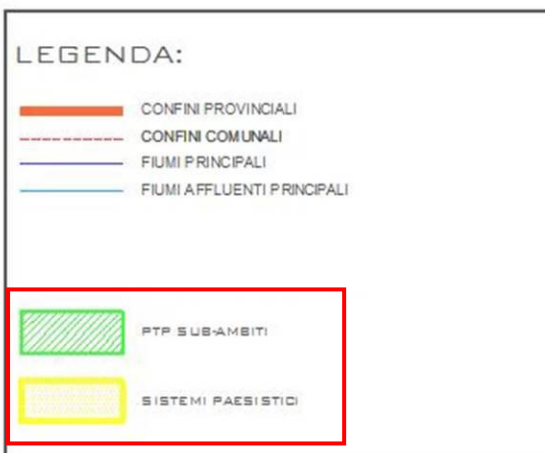 LEGENDA:
CONFINI PROVINCIALI
CONFINI COMUNALI
FIUMI PRINCIPALI
FIUMI AFFLUENTI PRINCIPALI
PTP SUB-AMBITI
SISTEMI PAESISTICI